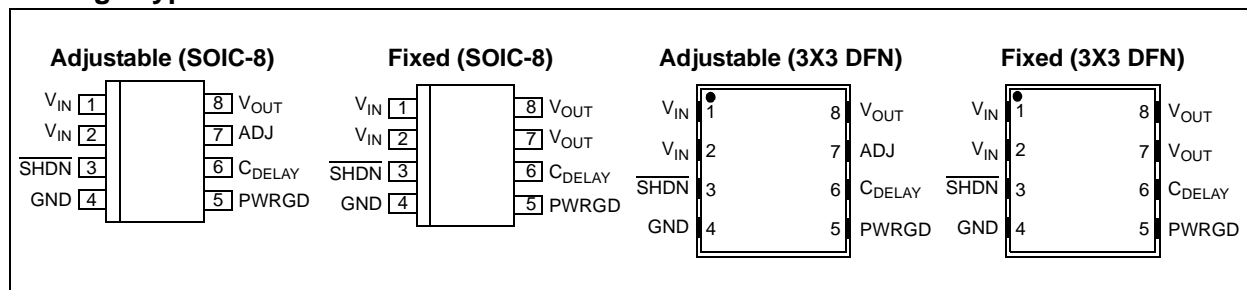 Adjustable (SOIC-8)
VIN 1
VIN 2
SHDN 3
GND 4
8 VOUT
7 ADJ
6 CDELAY
5 PWRGD
Fixed (SOIC-8)
VIN 1
VIN 2
SHDN 3
GND 4
8 VOUT
7 VOUT
6 CDELAY
5 PWRGD
Adjustable (3X3 DFN)
VIN 1
VIN 2
SHDN 3
GND 4
8 VOUT
7 ADJ
6 CDELAY
5 PWRGD
Fixed (3X3 DFN)
VIN 1
VIN 2
SHDN 3
GND 4
8 VOUT
7 VOUT
6 CDELAY
5 PWRGD